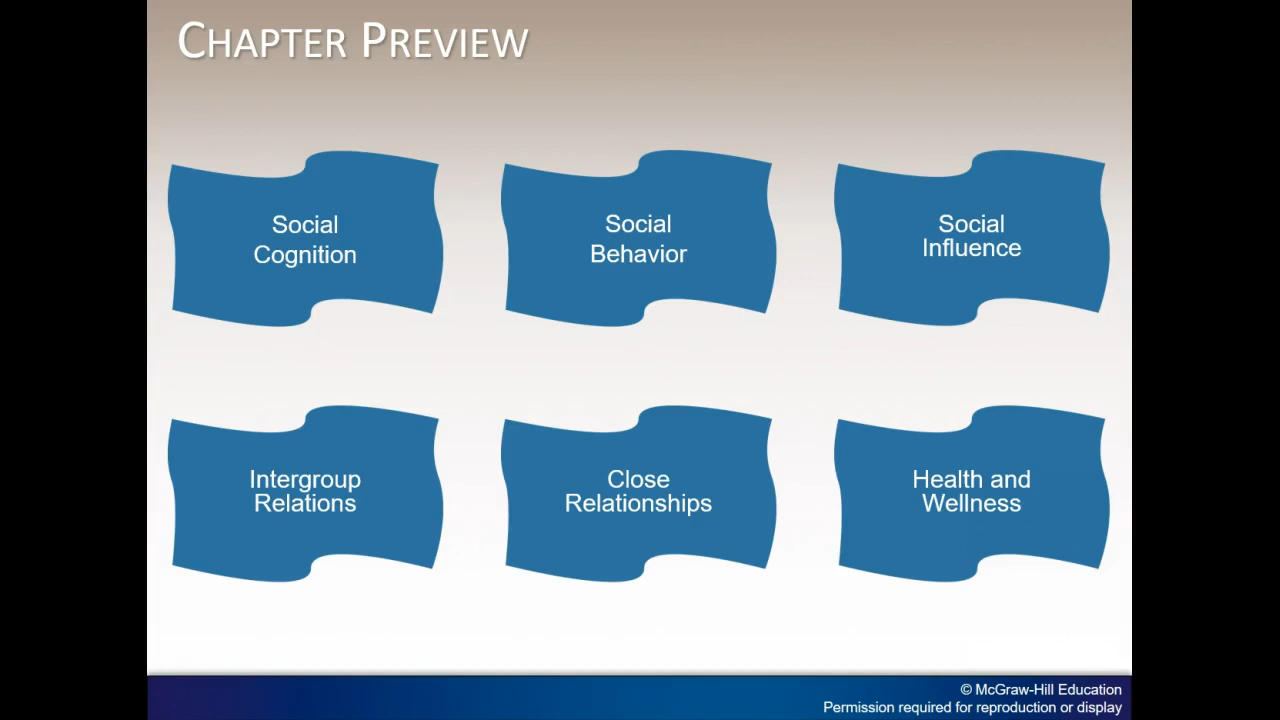 CHAPTER PREVIEW
Social
Cognition
Social
Behavior
Social
Influence
Intergroup
Relations
Close
Relationships
Health and
Wellness
© McGraw-Hill Education
Permission required for reproduction or display